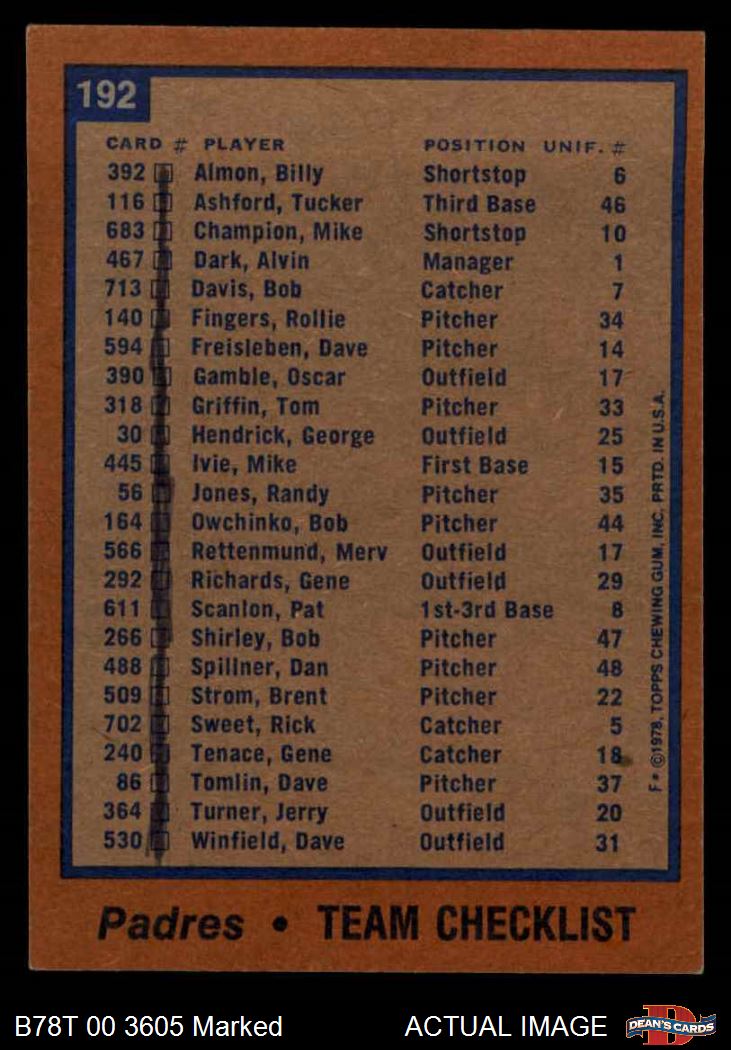 192
CARD # PLAYER POSITION UNIF. #
392 Almon, Billy Shortstop 6
116 Ashford, Tucker Third Base 46
683 Champion, Mike Shortstop 10
467 Dark, Alvin Manager 1
713 Davis, Bob Catcher 7
140 Fingers, Rollie Pitcher 34
594 Freisleben, Dave Pitcher 14
390 Gamble, Oscar Outfield 17
318 Griffin, Tom Pitcher 33
30 Hendrick, George Outfield 25
445 Ivie, Mike First Base 15
56 Jones, Randy Pitcher 35
164 Owchinko, Bob Pitcher 44
566 Rettenmund, Merv Outfield 17
292 Richards, Gene Outfield 29
611 Scanlon, Pat 1st-3rd Base 8
266 Shirley, Bob Pitcher 47
488 Spillner, Dan Pitcher 48
509 Strom, Brent Pitcher 22
702 Sweet, Rick Catcher 5
240 Tenace, Gene Catcher 18
86 Tomlin, Dave Pitcher 37
364 Turner, Jerry Outfield 20
530 Winfield, Dave Outfield 31
F* ©1978, TOPPS CHEWING GUM, INC. PRTD. IN U.S.A.
Padres • TEAM CHECKLIST
B78T 00 3605 Marked ACTUAL IMAGE DEAN'S CARDS